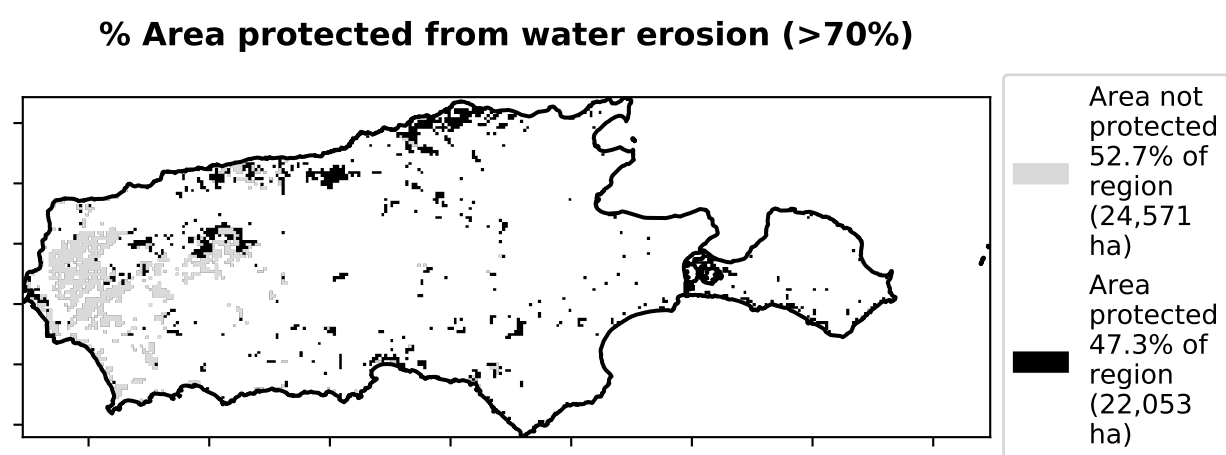 % Area protected from water erosion (>70%)
Area not
protected
52.7% of
region
(24,571
ha)
Area
protected
47.3% of
region
(22,053
ha)